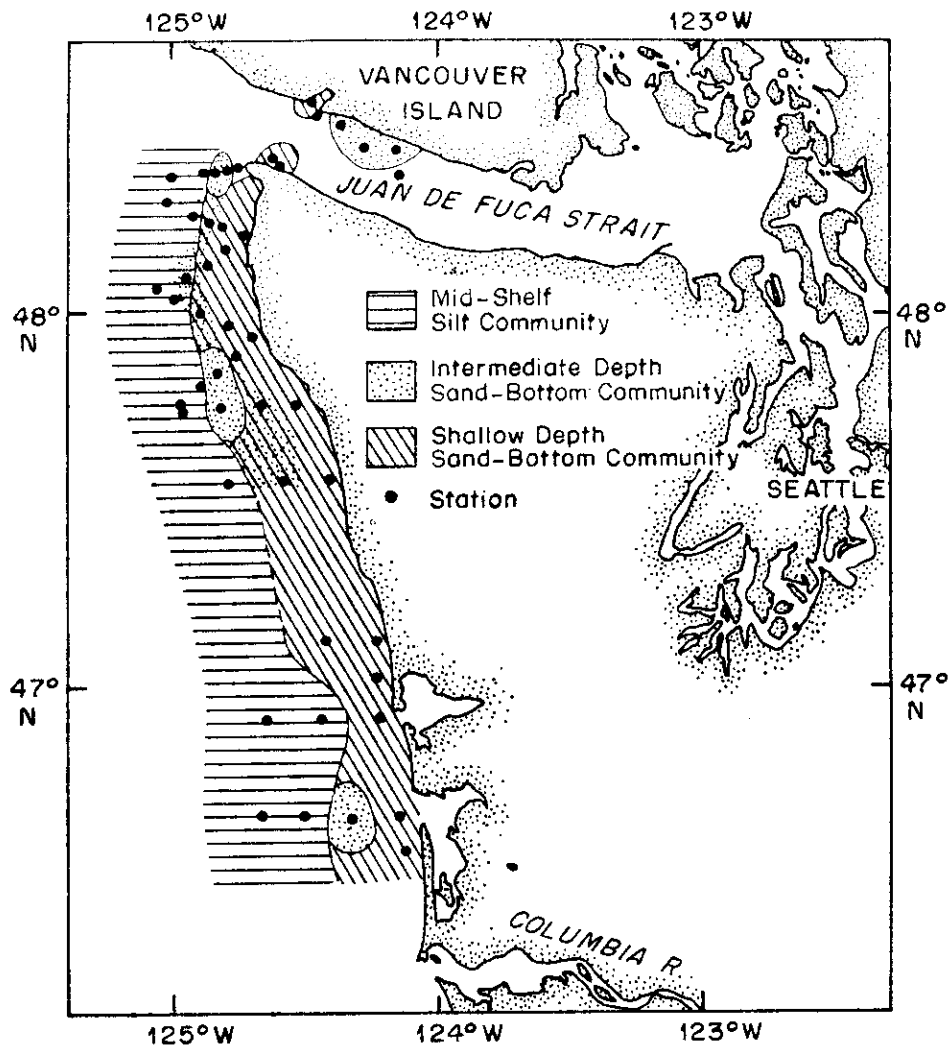 125°W 124°W 123°W
VANCOUVER
ISLAND
JUAN DE FUCA STRAIT
48°
N
48°
N
Mid-Shelf
Silt Community
Intermediate Depth
Sand-Bottom Community
Shallow Depth
Sand-Bottom Community
Station
SEATTLE
47°
N
47°
N
COLUMBIA R
125°W 124°W 123°W